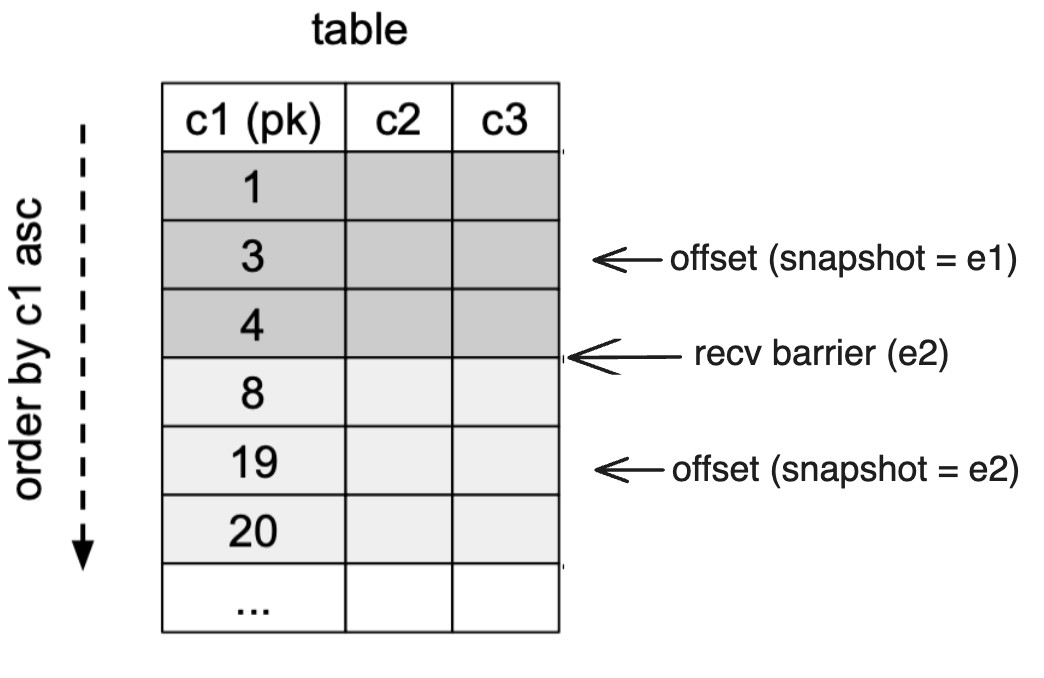 table
order by c1 asc
c1 (pk) c2 c3
1
3
offset (snapshot = e1)
4
recv barrier (e2)
8
19
offset (snapshot = e2)
20
...